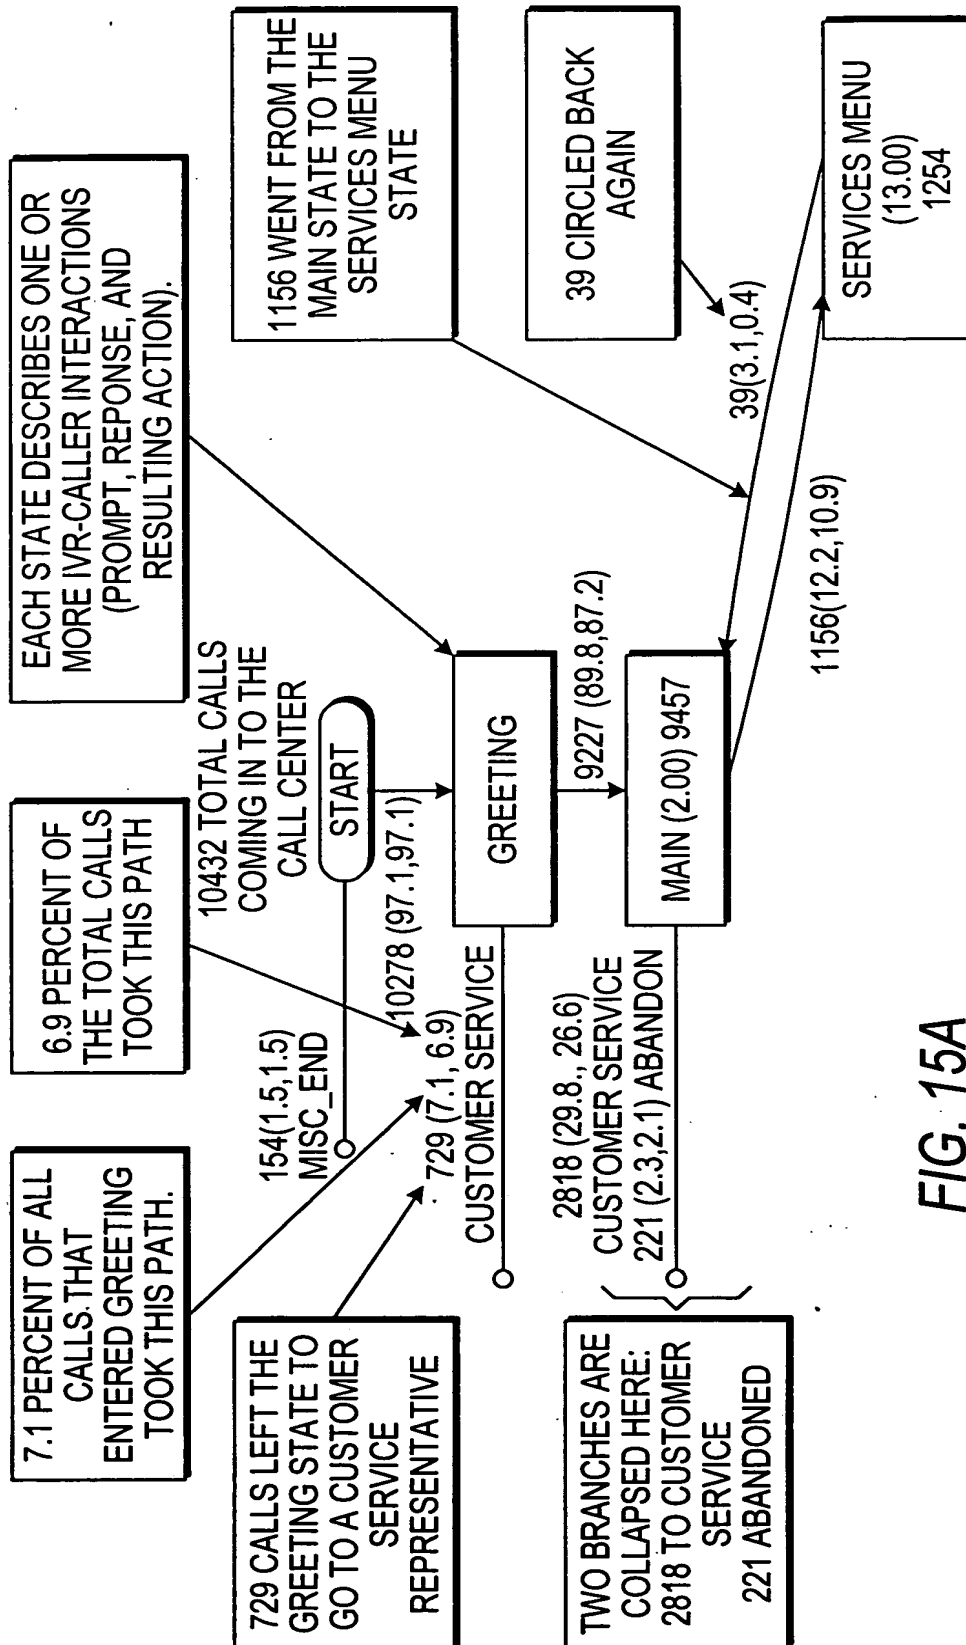 7.1 PERCENT OF ALL
CALLS THAT
ENTERED GREETING
TOOK THIS PATH.
6.9 PERCENT OF
THE TOTAL CALLS
TOOK THIS PATH
EACH STATE DESCRIBES ONE OR
MORE IVR-CALLER INTERACTIONS
(PROMPT, REPONSE, AND
RESULTING ACTION).
10432 TOTAL CALLS
COMING IN TO THE
CALL CENTER
START
154(1.5,1.5)
MISC_END
10278 (97.1,97.1)
729 CALLS LEFT THE
GREETING STATE TO
GO TO A CUSTOMER
SERVICE
REPRESENTATIVE
729 (7.1, 6.9)
CUSTOMER SERVICE
GREETING
1156 WENT FROM THE
MAIN STATE TO THE
SERVICES MENU
STATE
9227 (89.8,87.2)
39 CIRCLED BACK
AGAIN
TWO BRANCHES ARE
COLLAPSED HERE:
2818 TO CUSTOMER
SERVICE
221 ABANDONED
2818 (29.8., 26.6)
CUSTOMER SERVICE
221 (2.3,2.1) ABANDON
MAIN (2.00) 9457
39(3.1,0.4)
1156(12.2,10.9)
SERVICES MENU
(13.00)
1254
FIG. 15A